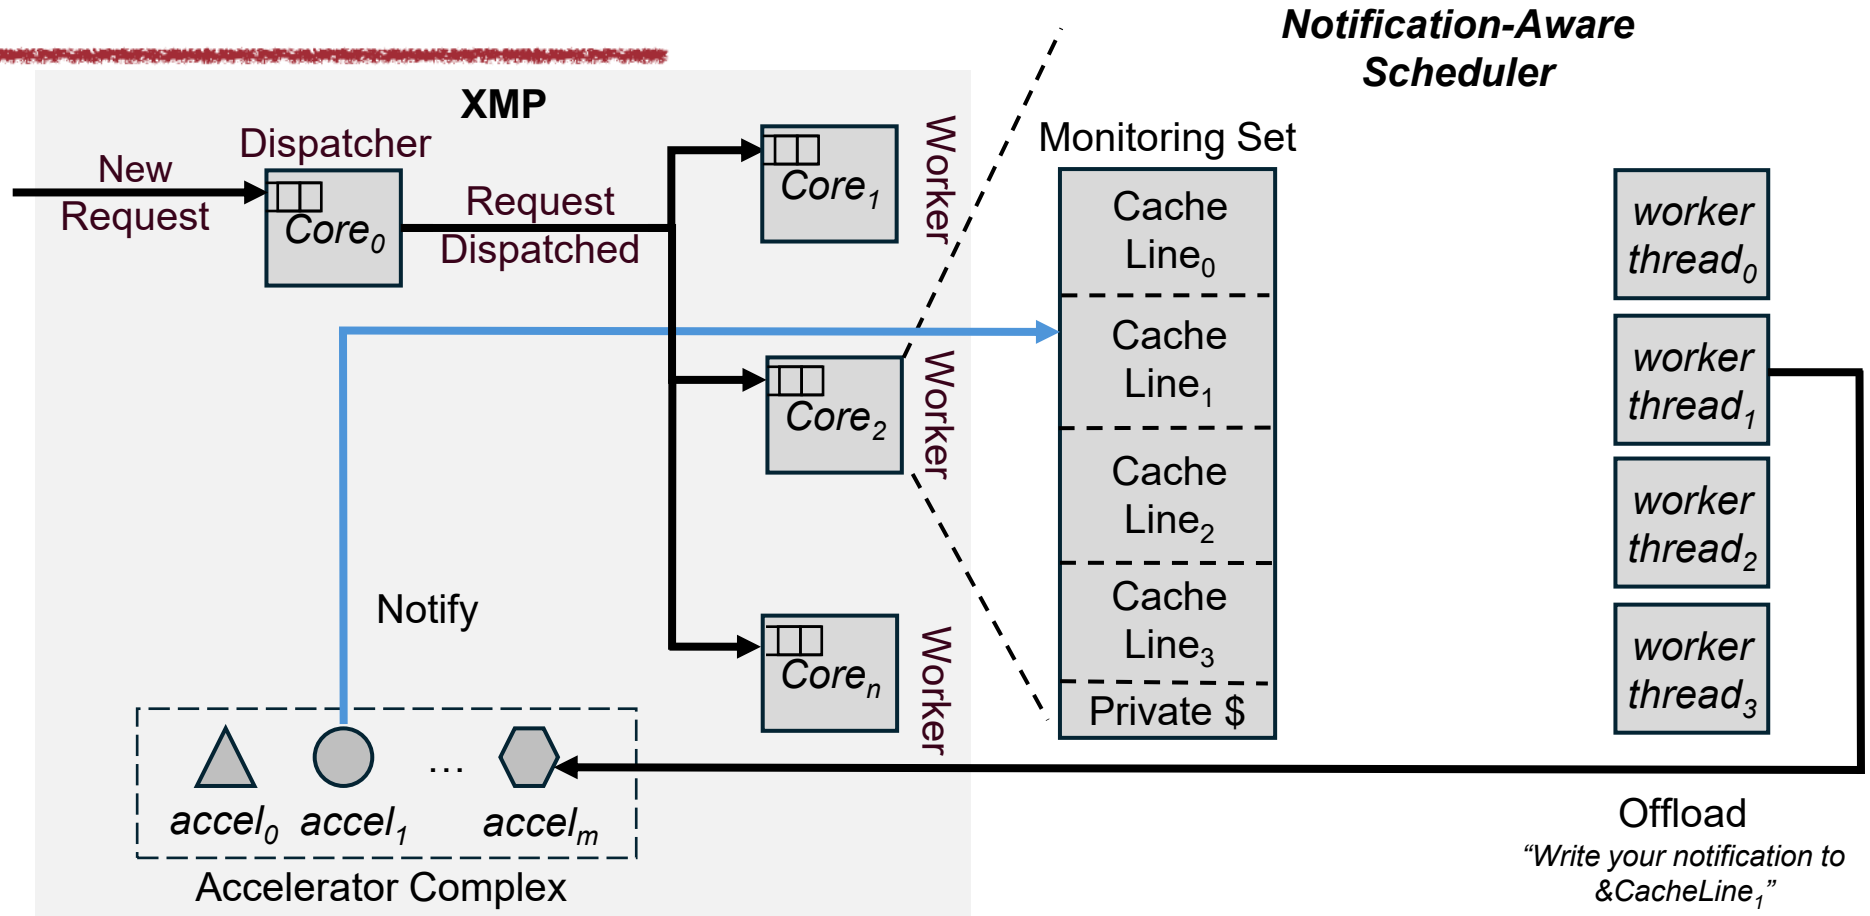 Notification-Aware
Scheduler
XMP
New
Request
Dispatcher
Core₀
Request
Dispatched
Core₁
Worker
Core₂
Worker
Coreₙ
Worker
Monitoring Set
Cache
Line₀
Cache
Line₁
Cache
Line₂
Cache
Line₃
Private $
worker
thread₀
worker
thread₁
worker
thread₂
worker
thread₃
Notify
...
accel₀
accel₁
accelₘ
Accelerator Complex
Offload
“Write your notification to
&CacheLine₁”